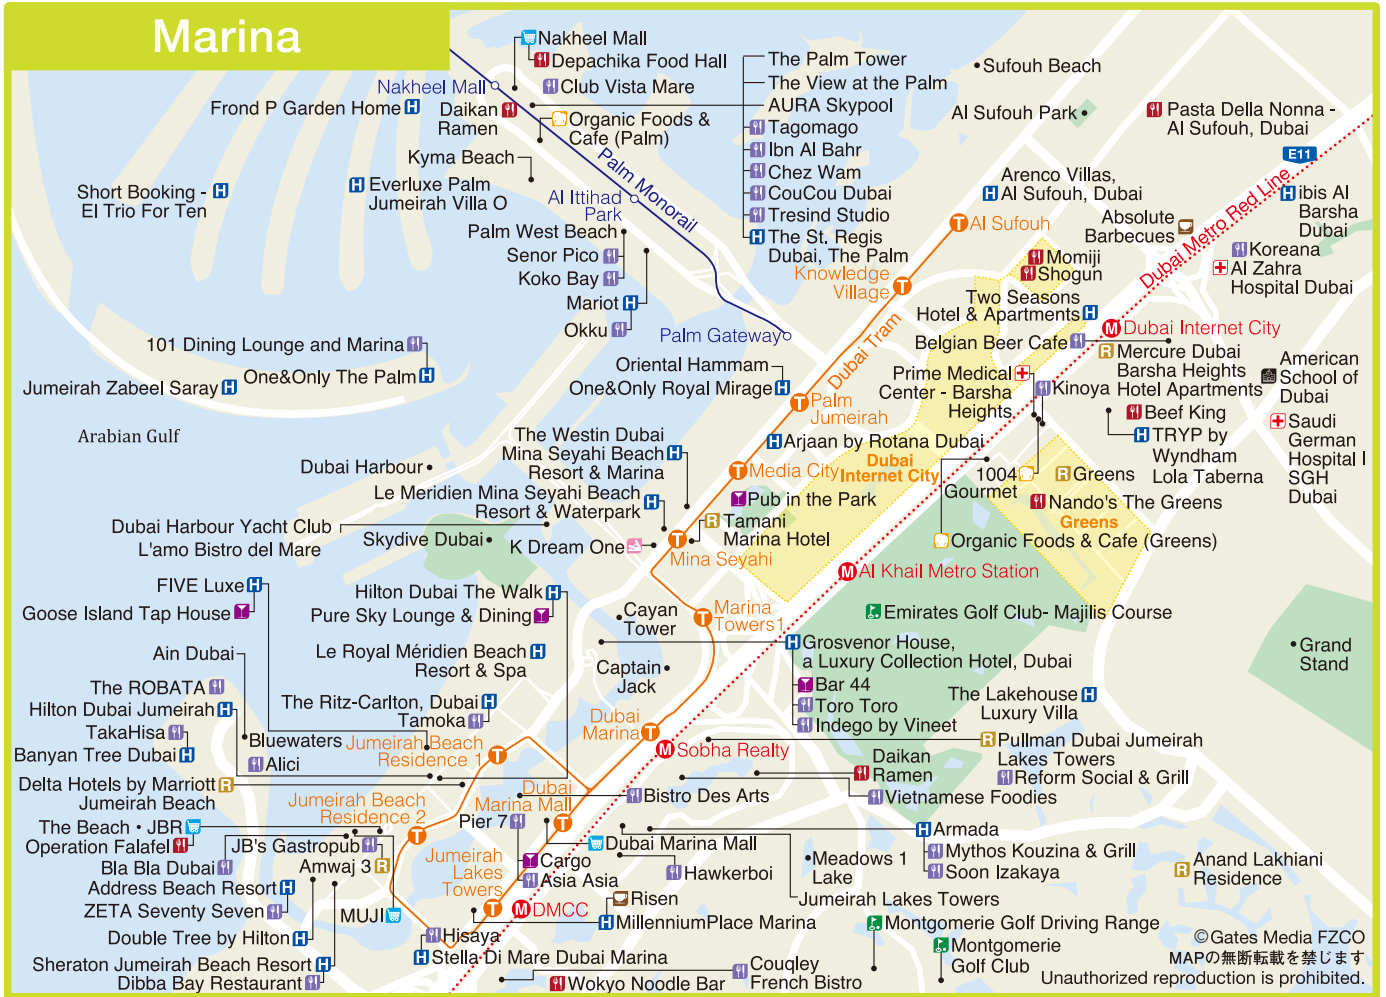 Marina
Nakheel Mall
Depachika Food Hall
Club Vista Mare
Nakheel Mall
Frond P Garden Home
Daikan
Ramen
Organic Foods &
Cafe (Palm)
Kyma Beach
Short Booking -
El Trio For Ten
Everluxe Palm
Jumeirah Villa O
Al Ittihad
Park
Palm Monorail
Palm West Beach
Senor Pico
Koko Bay
Mariot
Okku
Palm Gateway
The Palm Tower
The View at the Palm
AURA Skypool
Tagomago
Ibn Al Bahr
Chez Wam
CouCou Dubai
Tresind Studio
The St. Regis
Dubai, The Palm
Sufouh Beach
Al Sufouh Park
Pasta Della Nonna -
Al Sufouh, Dubai
E11
Arenco Villas,
Al Sufouh, Dubai
ibis Al
Barsha
Dubai
Absolute
Barbecues
Al Sufouh
Dubai Metro Red Line
Koreana
Al Zahra
Hospital Dubai
Momiji
Shogun
Knowledge
Village
Two Seasons
Hotel & Apartments
Dubai Internet City
Belgian Beer Cafe
Dubai Tram
Mercure Dubai
Barsha Heights
Hotel Apartments
American
School of
Dubai
Prime Medical
Center - Barsha
Heights
Kinoya
Beef King
TRYP by
Wyndham
Lola Taberna
Saudi
German
Hospital I
SGH
Dubai
101 Dining Lounge and Marina
One&Only The Palm
Jumeirah Zabeel Saray
Arabian Gulf
Oriental Hammam
One&Only Royal Mirage
Palm
Jumeirah
Arjaan by Rotana Dubai
Dubai
Internet City
The Westin Dubai
Mina Seyahi Beach
Resort & Marina
Media City
Dubai Harbour
Le Meridien Mina Seyahi Beach
Resort & Waterpark
Pub in the Park
1004
Gourmet
Greens
Nando's The Greens
Greens
Dubai Harbour Yacht Club
L'amo Bistro del Mare
Skydive Dubai
K Dream One
Tamani
Marina Hotel
Mina Seyahi
Organic Foods & Cafe (Greens)
Al Khail Metro Station
FIVE Luxe
Goose Island Tap House
Hilton Dubai The Walk
Pure Sky Lounge & Dining
Cayan
Tower
Marina
Towers1
Emirates Golf Club- Majilis Course
Ain Dubai
Le Royal Méridien Beach
Resort & Spa
Captain
Jack
Grosvenor House,
a Luxury Collection Hotel, Dubai
Bar 44
Toro Toro
Indego by Vineet
Grand
Stand
The Lakehouse
Luxury Villa
The ROBATA
Hilton Dubai Jumeirah
TakaHisa
Banyan Tree Dubai
Bluewaters
Alici
The Ritz-Carlton, Dubai
Tamoka
Jumeirah Beach
Residence 1
Dubai
Marina
Sobha Realty
Pullman Dubai Jumeirah
Lakes Towers
Reform Social & Grill
Daikan
Ramen
Vietnamese Foodies
Delta Hotels by Marriott
Jumeirah Beach
Jumeirah Beach
Residence 2
Dubai
Marina Mall
Bistro Des Arts
Pier 7
The Beach • JBR
Operation Falafel
JB's Gastropub
Bla Bla Dubai
Amwaj 3
Jumeirah
Lakes
Towers
Cargo
Asia Asia
Dubai Marina Mall
Hawkerboi
Armada
Mythos Kouzina & Grill
Soon Izakaya
Meadows 1
Lake
Jumeirah Lakes Towers
Anand Lakhiani
Residence
Address Beach Resort
ZETA Seventy Seven
MUJI
Double Tree by Hilton
Hisaya
DMCC
Risen
MillenniumPlace Marina
Montgomerie Golf Driving Range
Montgomerie
Golf Club
Sheraton Jumeirah Beach Resort
Dibba Bay Restaurant
Stella Di Mare Dubai Marina
Wokyo Noodle Bar
Couqley
French Bistro
©Gates Media FZCO
MAPの無断転載を禁じます
Unauthorized reproduction is prohibited.